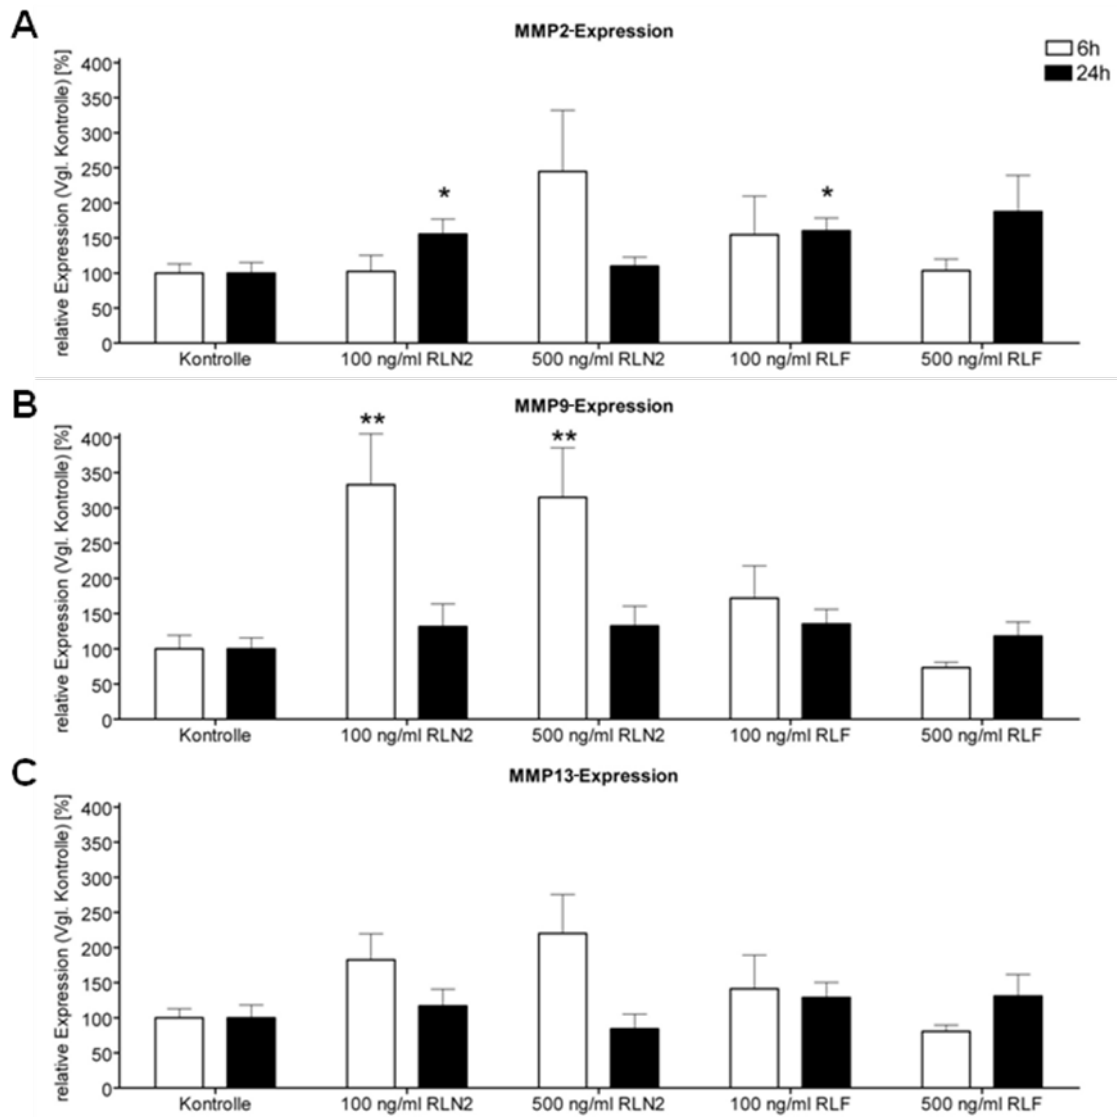 A
MMP2-Expression
6h
24h
relative Expression (Vgl. Kontrolle) [%]
400
350
300
250
200
150
100
50
0
*
*
Kontrolle 100 ng/ml RLN2 500 ng/ml RLN2 100 ng/ml RLF 500 ng/ml RLF
B
MMP9-Expression
relative Expression (Vgl. Kontrolle) [%]
400
350
300
250
200
150
100
50
0
**
**
Kontrolle 100 ng/ml RLN2 500 ng/ml RLN2 100 ng/ml RLF 500 ng/ml RLF
C
MMP13-Expression
relative Expression (Vgl. Kontrolle) [%]
400
350
300
250
200
150
100
50
0
Kontrolle 100 ng/ml RLN2 500 ng/ml RLN2 100 ng/ml RLF 500 ng/ml RLF